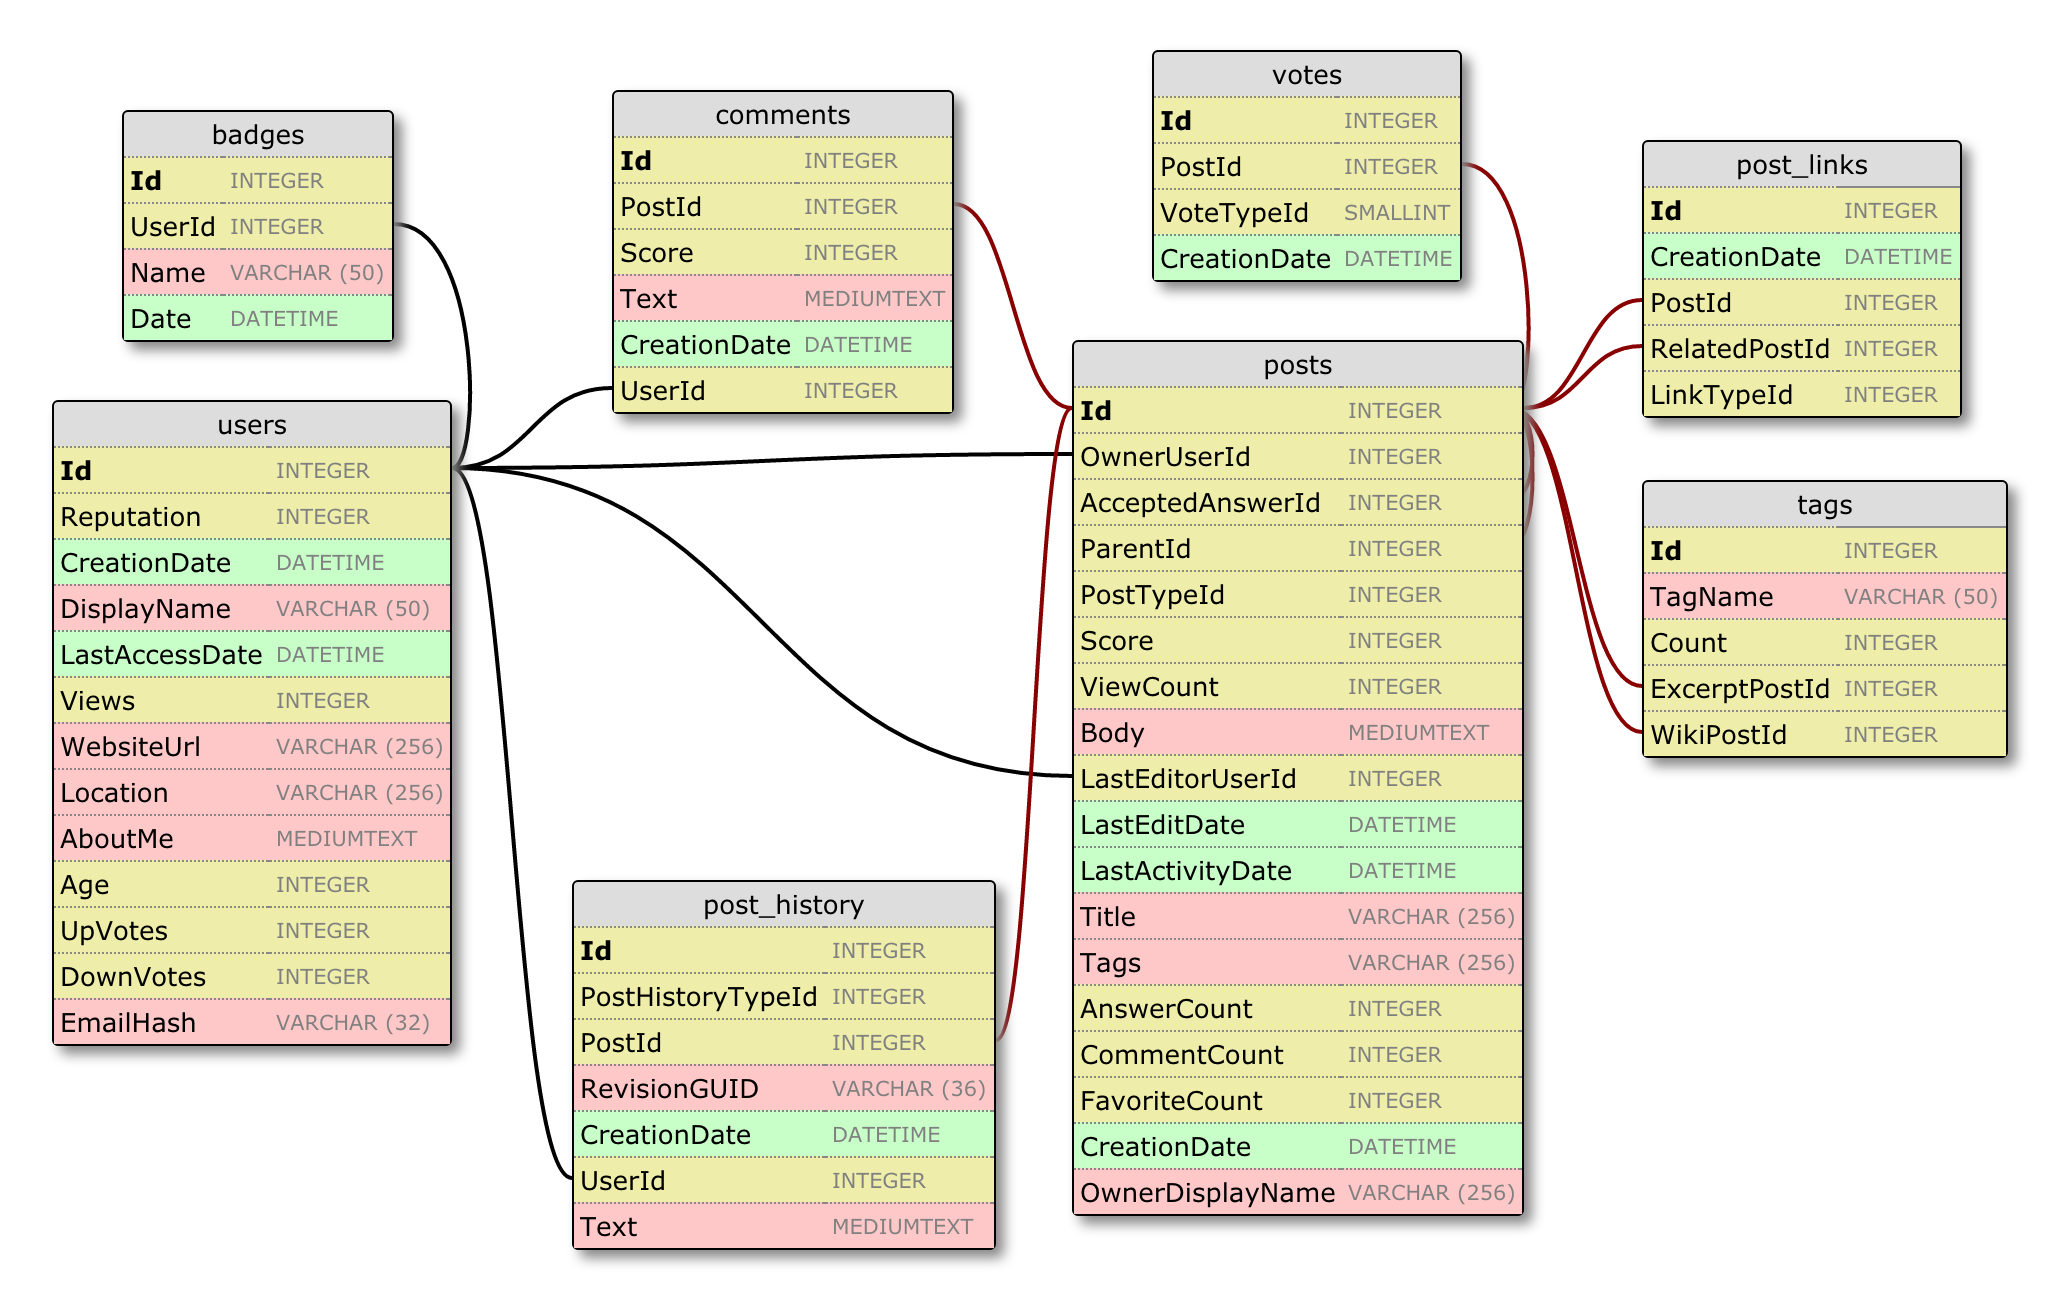 badges
Id INTEGER
UserId INTEGER
Name VARCHAR (50)
Date DATETIME
users
Id INTEGER
Reputation INTEGER
CreationDate DATETIME
DisplayName VARCHAR (50)
LastAccessDate DATETIME
Views INTEGER
WebsiteUrl VARCHAR (256)
Location VARCHAR (256)
AboutMe MEDIUMTEXT
Age INTEGER
UpVotes INTEGER
DownVotes INTEGER
EmailHash VARCHAR (32)
comments
Id INTEGER
PostId INTEGER
Score INTEGER
Text MEDIUMTEXT
CreationDate DATETIME
UserId INTEGER
post_history
Id INTEGER
PostHistoryTypeId INTEGER
PostId INTEGER
RevisionGUID VARCHAR (36)
CreationDate DATETIME
UserId INTEGER
Text MEDIUMTEXT
votes
Id INTEGER
PostId INTEGER
VoteTypeId SMALLINT
CreationDate DATETIME
posts
Id INTEGER
OwnerUserId INTEGER
AcceptedAnswerId INTEGER
ParentId INTEGER
PostTypeId INTEGER
Score INTEGER
ViewCount INTEGER
Body MEDIUMTEXT
LastEditorUserId INTEGER
LastEditDate DATETIME
LastActivityDate DATETIME
Title VARCHAR (256)
Tags VARCHAR (256)
AnswerCount INTEGER
CommentCount INTEGER
FavoriteCount INTEGER
CreationDate DATETIME
OwnerDisplayName VARCHAR (256)
post_links
Id INTEGER
CreationDate DATETIME
PostId INTEGER
RelatedPostId INTEGER
LinkTypeId INTEGER
tags
Id INTEGER
TagName VARCHAR (50)
Count INTEGER
ExcerptPostId INTEGER
WikiPostId INTEGER